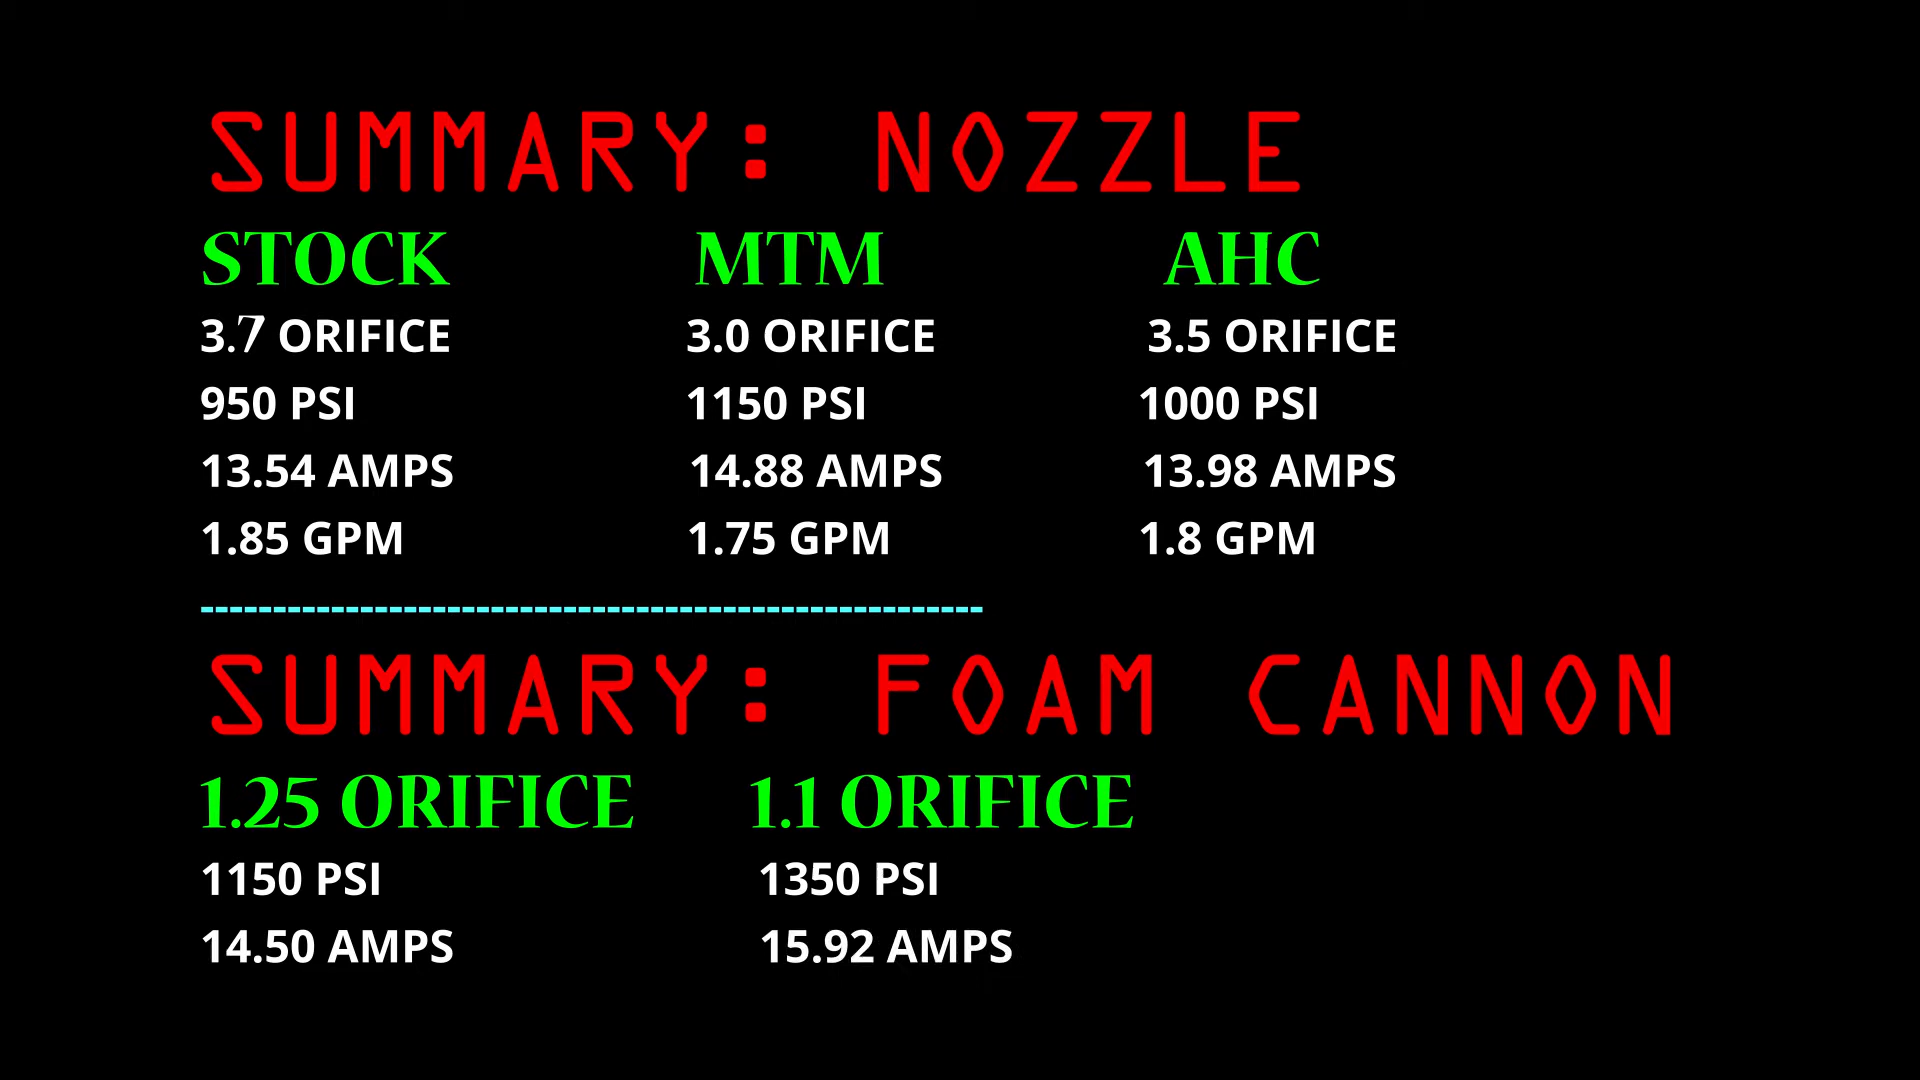 SUMMARY: NOZZLE
STOCK MTM AHC
3.7 ORIFICE 3.0 ORIFICE 3.5 ORIFICE
950 PSI 1150 PSI 1000 PSI
13.54 AMPS 14.88 AMPS 13.98 AMPS
1.85 GPM 1.75 GPM 1.8 GPM
------------------------------------------------------
SUMMARY: FOAM CANNON
1.25 ORIFICE 1.1 ORIFICE
1150 PSI 1350 PSI
14.50 AMPS 15.92 AMPS